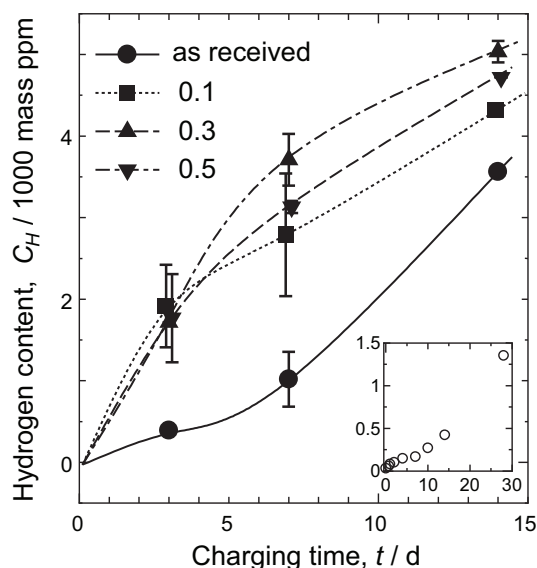 as received
0.1
0.3
0.5
Hydrogen content, C_H / 1000 mass ppm
4
2
0
1.5
1
0.5
0
0 10 20 30
0 5 10 15
Charging time, t / d